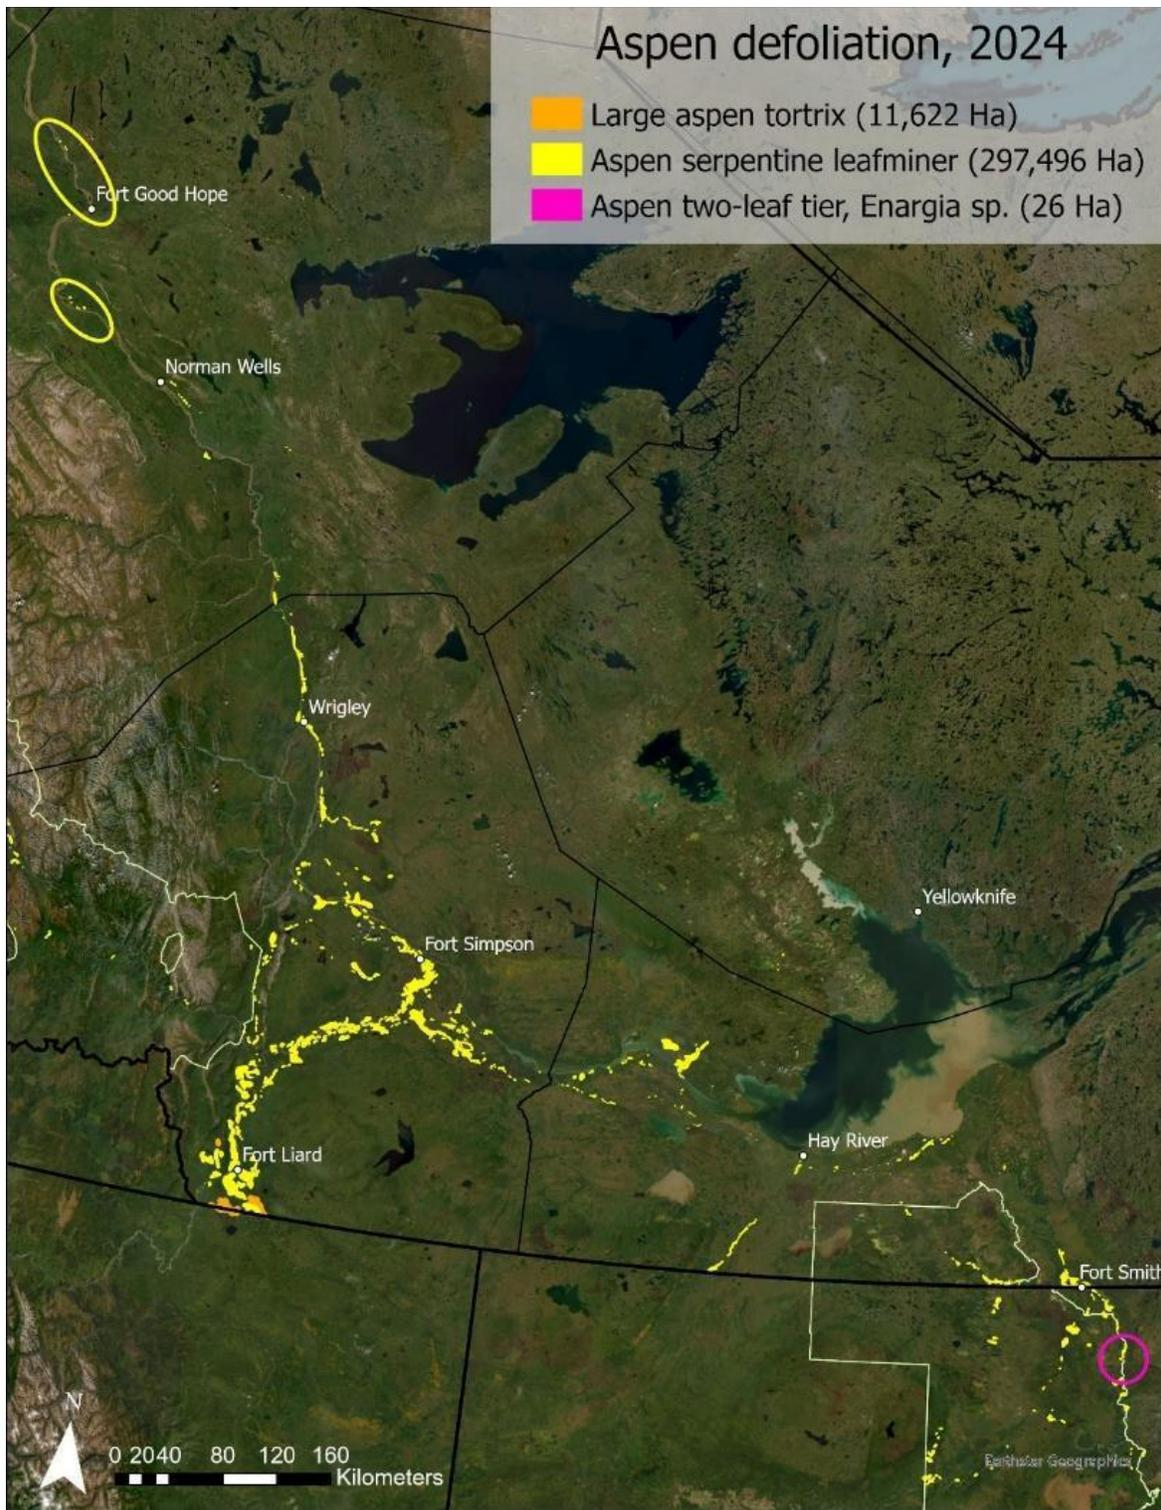 Aspen defoliation, 2024
Large aspen tortrix (11,622 Ha)
Aspen serpentine leafminer (297,496 Ha)
Aspen two-leaf tier, Enargia sp. (26 Ha)
Fort Good Hope
Norman Wells
Wrigley
Yellowknife
Fort Simpson
Hay River
Fort Liard
Fort Smith
N
0 20 40 80 120 160
Kilometers
Earthstar Geographics